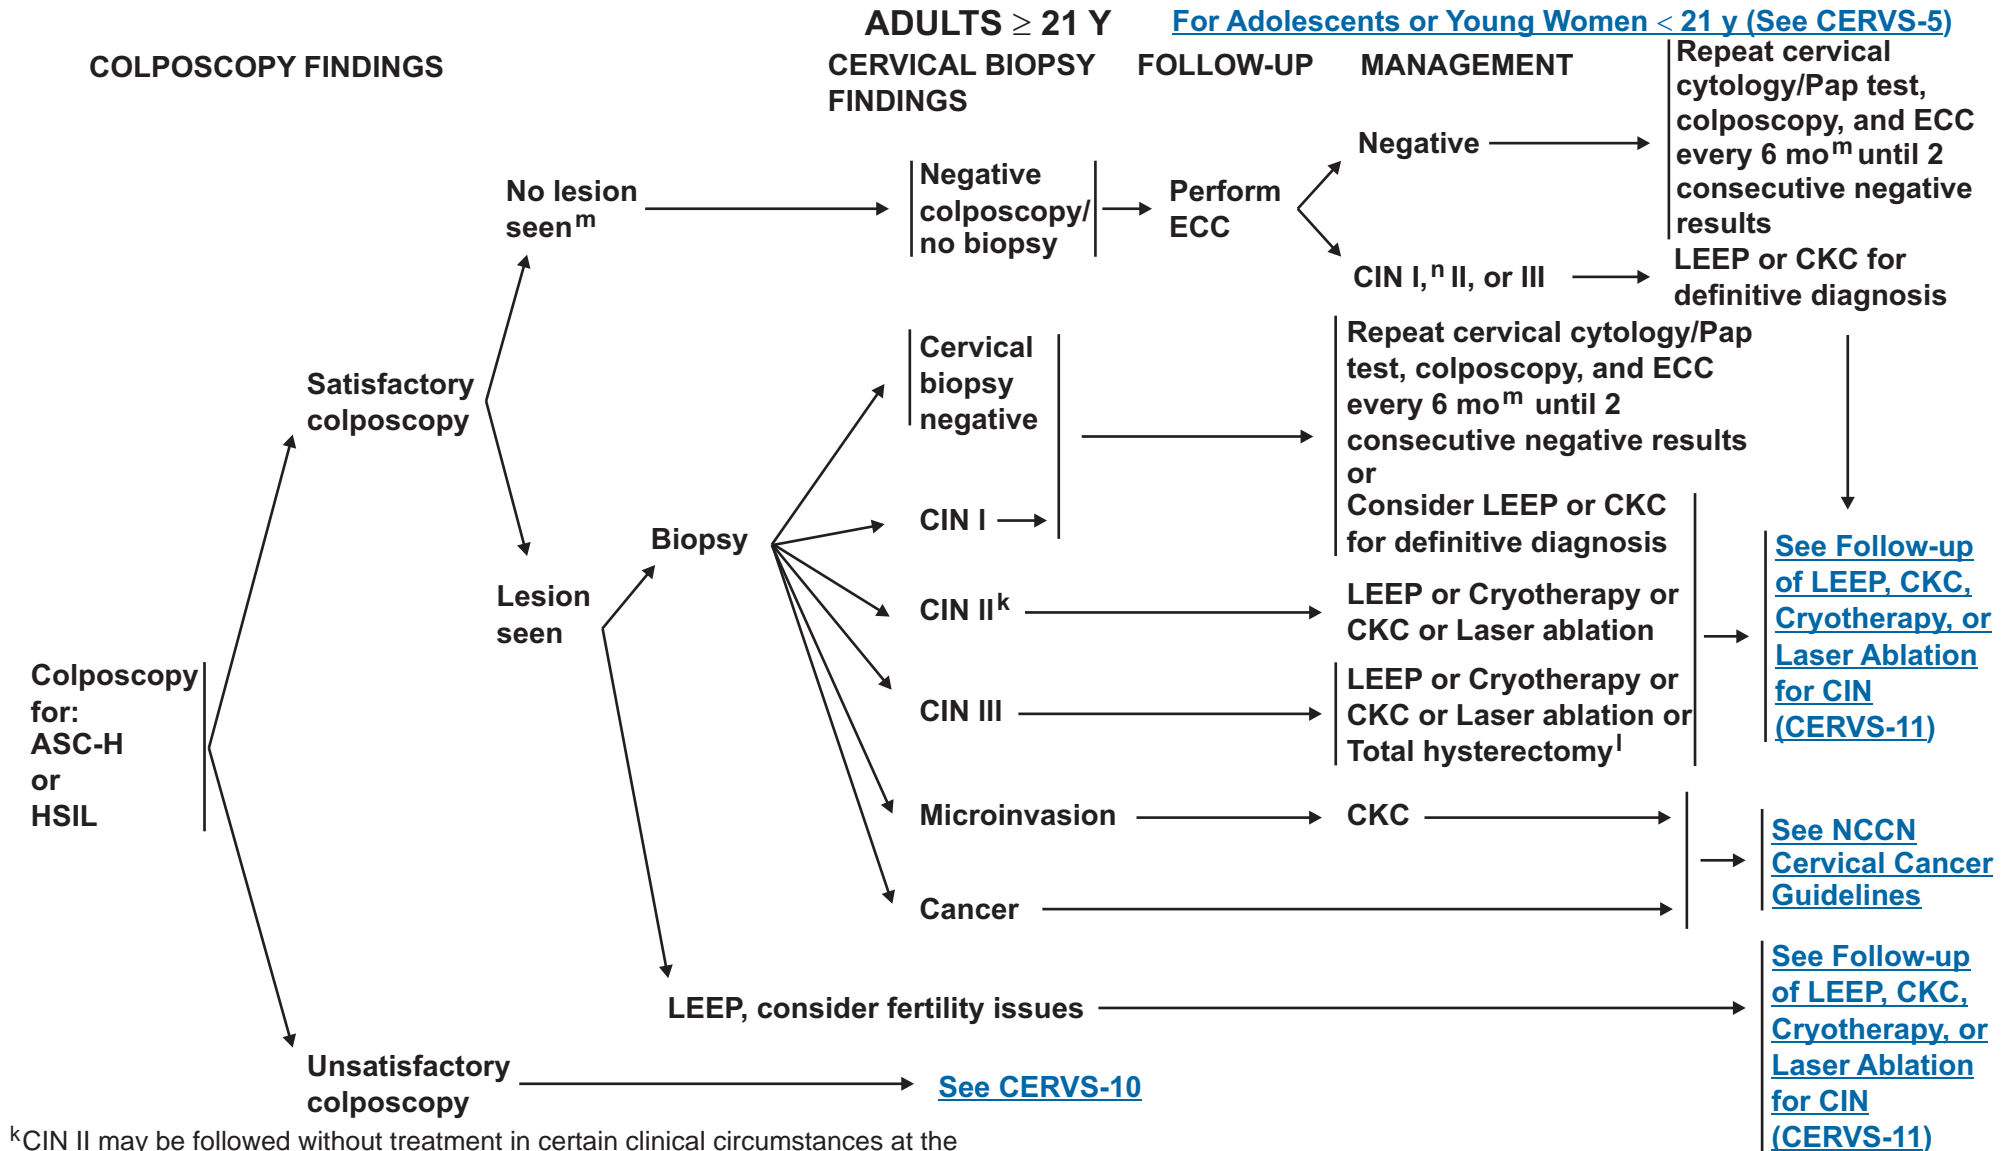 ADULTS ≥ 21 Y
For Adolescents or Young Women < 21 y (See CERVS-5)
COLPOSCOPY FINDINGS
CERVICAL BIOPSY
FINDINGS
FOLLOW-UP
MANAGEMENT
Repeat cervical
cytology/Pap test,
colposcopy, and ECC
every 6 mo m until 2
consecutive negative
results
Negative
No lesion
seen m
Negative
colposcopy/
no biopsy
Perform
ECC
CIN I, n II, or III
LEEP or CKC for
definitive diagnosis
Satisfactory
colposcopy
Cervical
biopsy
negative
Repeat cervical cytology/Pap
test, colposcopy, and ECC
every 6 mo m until 2
consecutive negative results
or
Consider LEEP or CKC
for definitive diagnosis
CIN I
Biopsy
Lesion
seen
CIN II k
LEEP or Cryotherapy or
CKC or Laser ablation
See Follow-up
of LEEP, CKC,
Cryotherapy, or
Laser Ablation
for CIN
(CERVS-11)
CIN III
LEEP or Cryotherapy or
CKC or Laser ablation or
Total hysterectomy l
Colposcopy
for:
ASC-H
or
HSIL
Microinvasion
CKC
See NCCN
Cervical Cancer
Guidelines
Cancer
LEEP, consider fertility issues
See Follow-up
of LEEP, CKC,
Cryotherapy, or
Laser Ablation
for CIN
(CERVS-11)
Unsatisfactory
colposcopy
See CERVS-10
k CIN II may be followed without treatment in certain clinical circumstances at the